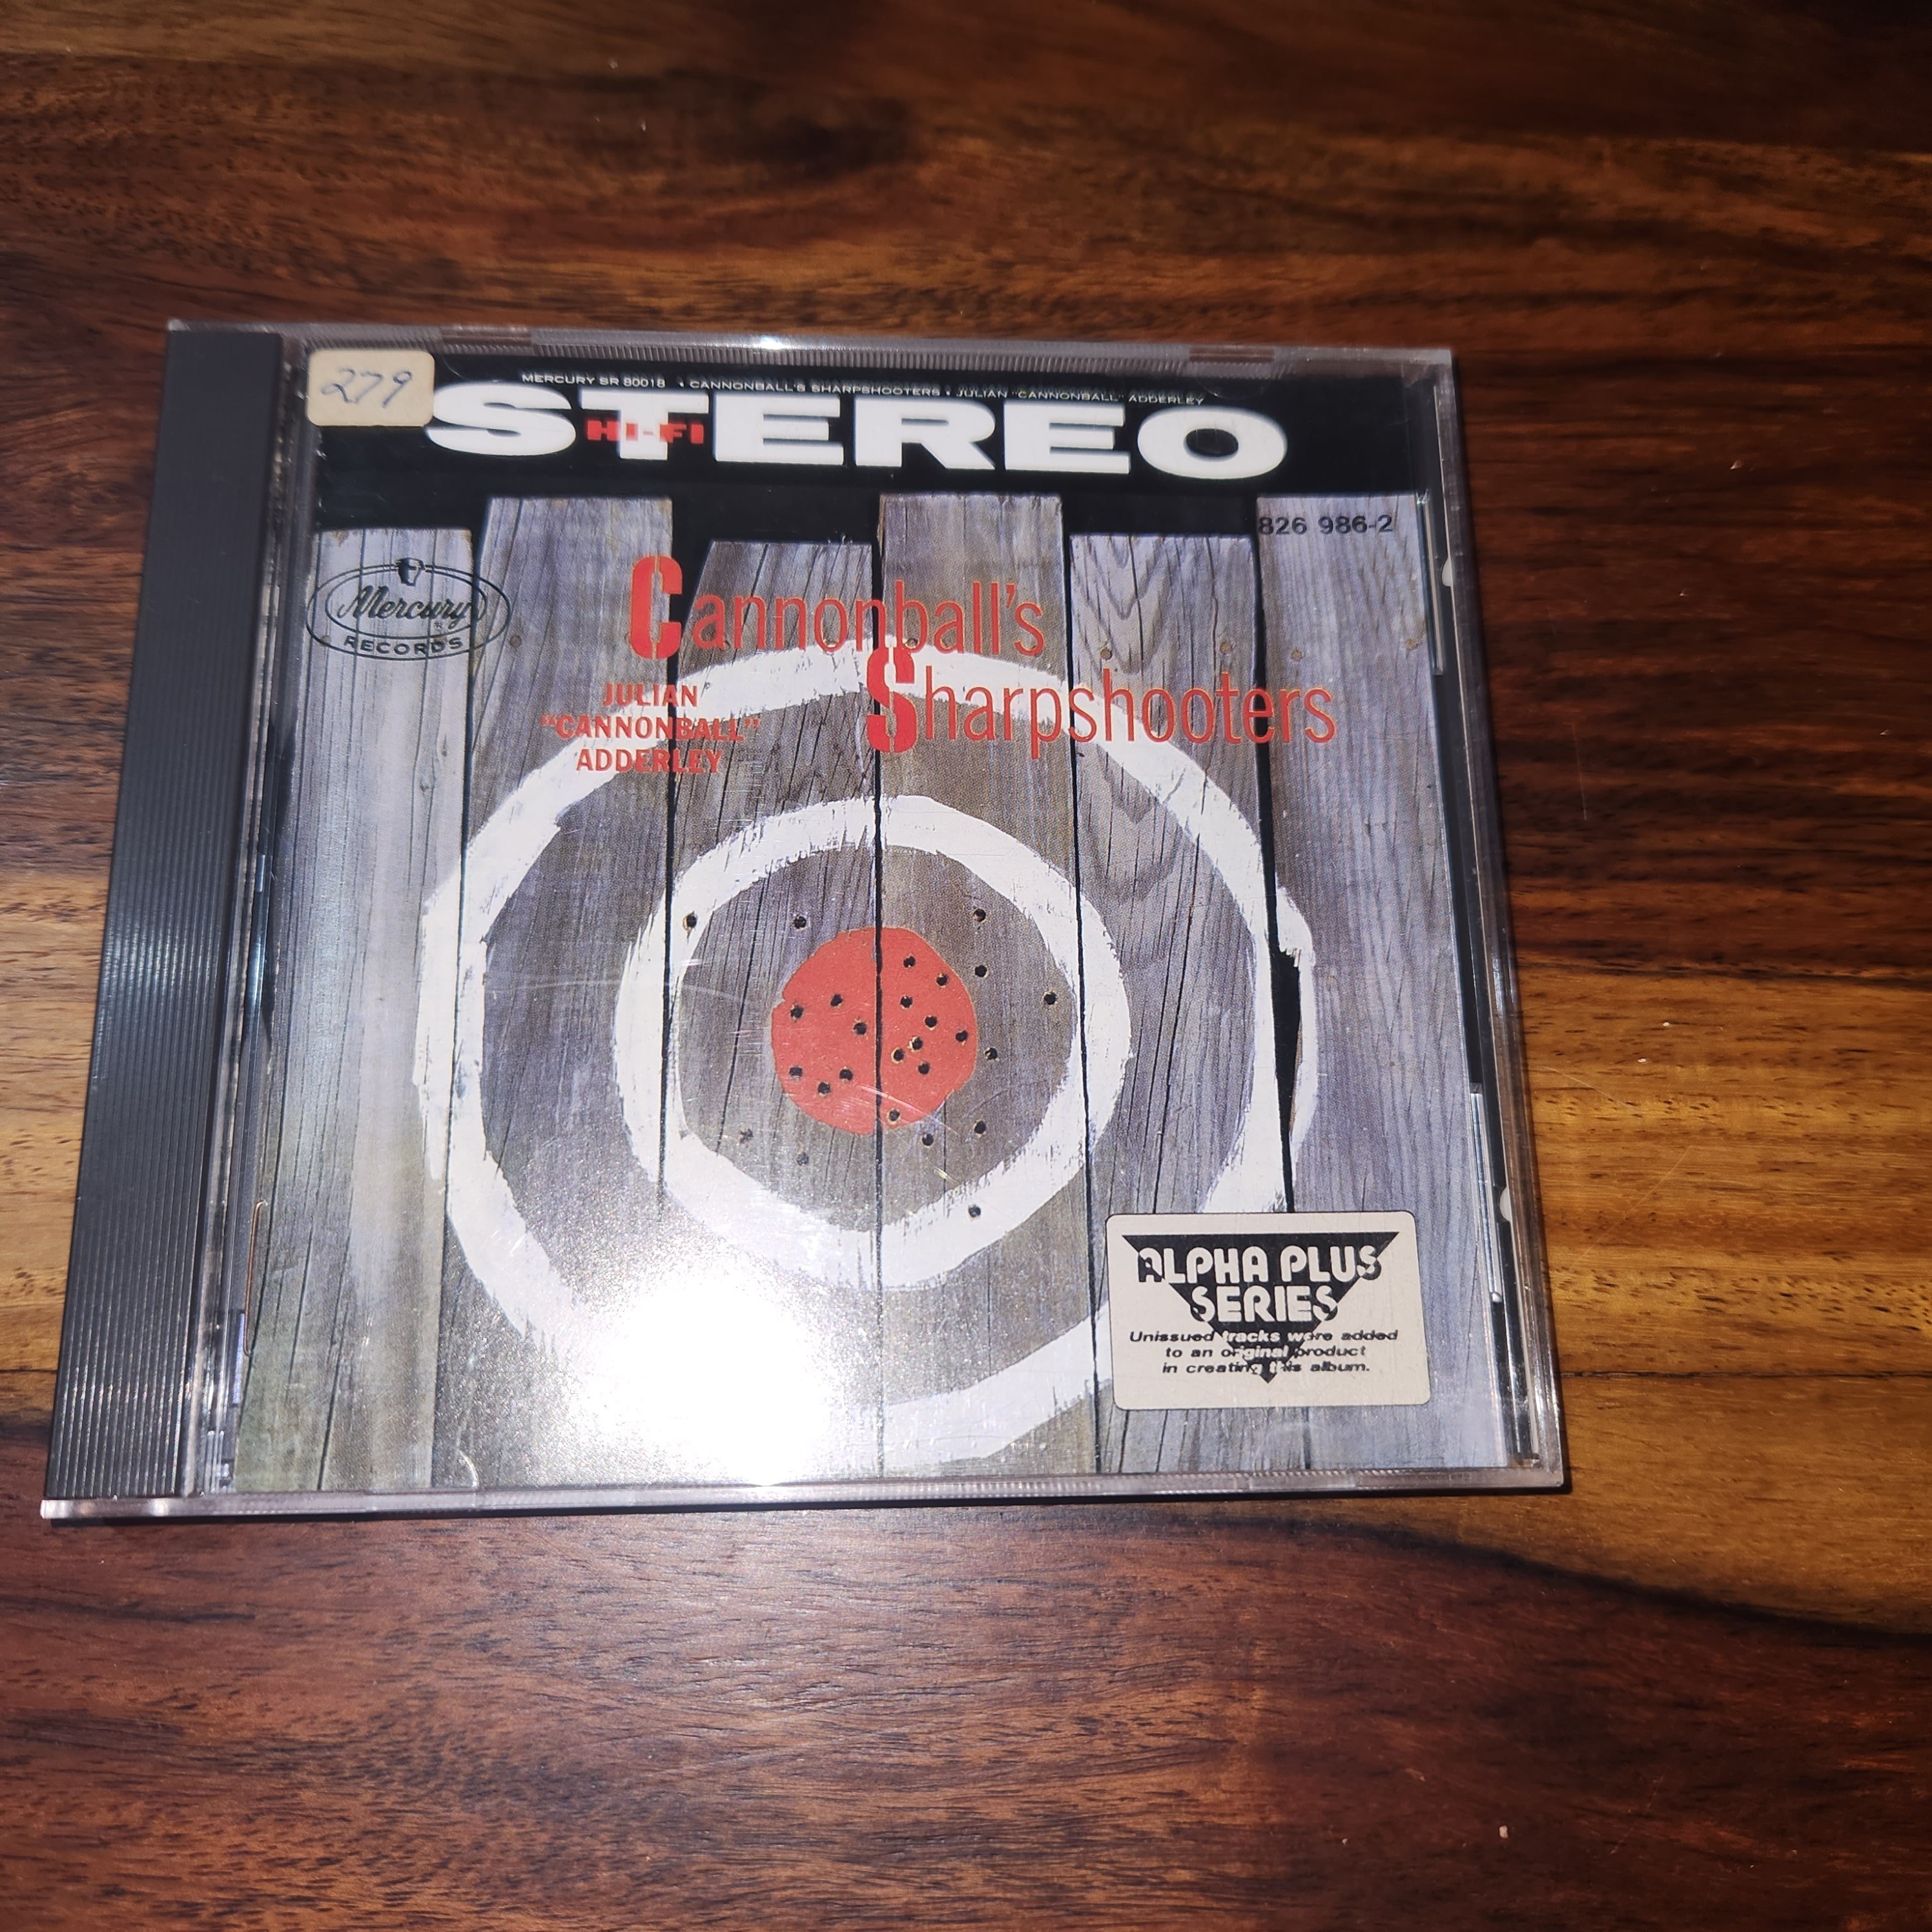 279
MERCURY SR 80018 • CANNONBALL'S SHARPSHOOTERS • JULIAN "CANNONBALL" ADDERLEY
STEREO
HI-FI
826 986-2
Mercury
RECORDS
Cannonball's
Sharpshooters
JULIAN
"CANNONBALL"
ADDERLEY
ALPHA PLUS
SERIES
Unissued tracks were added
to an original product
in creating this album.